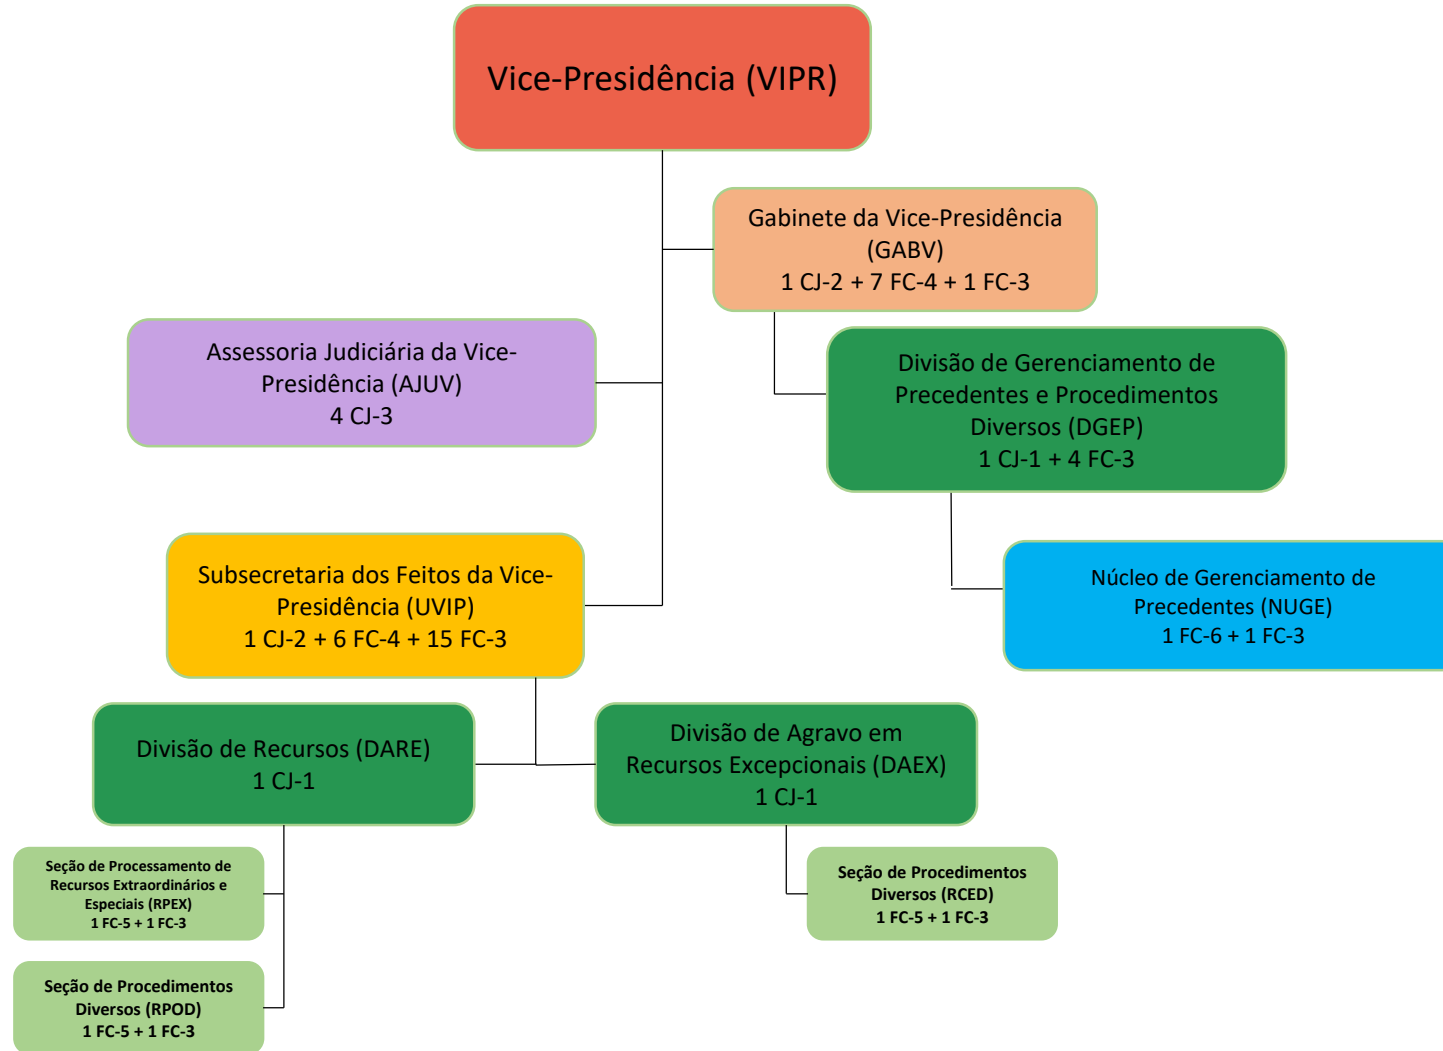 Vice-Presidência (VIPR)
Gabinete da Vice-Presidência
(GABV)
1 CJ-2 + 7 FC-4 + 1 FC-3
Assessoria Judiciária da Vice-
Presidência (AJUV)
4 CJ-3
Divisão de Gerenciamento de
Precedentes e Procedimentos
Diversos (DGEP)
1 CJ-1 + 4 FC-3
Subsecretaria dos Feitos da Vice-
Presidência (UVIP)
1 CJ-2 + 6 FC-4 + 15 FC-3
Núcleo de Gerenciamento de
Precedentes (NUGE)
1 FC-6 + 1 FC-3
Divisão de Recursos (DARE)
1 CJ-1
Divisão de Agravo em
Recursos Excepcionais (DAEX)
1 CJ-1
Seção de Processamento de
Recursos Extraordinários e
Especiais (RPEX)
1 FC-5 + 1 FC-3
Seção de Procedimentos
Diversos (RCED)
1 FC-5 + 1 FC-3
Seção de Procedimentos
Diversos (RPOD)
1 FC-5 + 1 FC-3